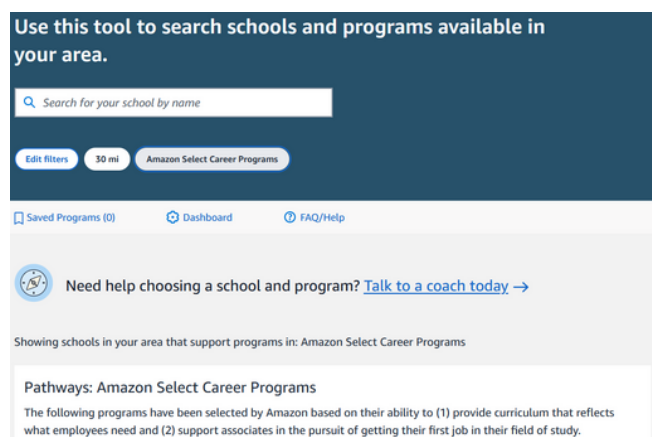 Use this tool to search schools and programs available in
your area.
Search for your school by name
Edit filters 30 mi Amazon Select Career Programs
Saved Programs (0) Dashboard FAQ/Help
Need help choosing a school and program? Talk to a coach today →
Showing schools in your area that support programs in: Amazon Select Career Programs
Pathways: Amazon Select Career Programs
The following programs have been selected by Amazon based on their ability to (1) provide curriculum that reflects
what employees need and (2) support associates in the pursuit of getting their first job in their field of study.